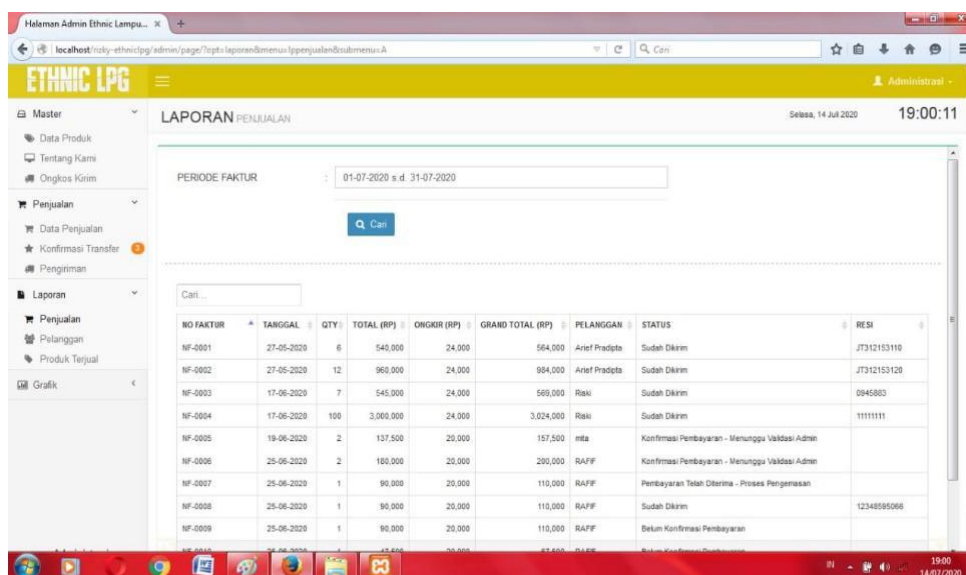 Halaman Admin Ethnic Lampu... × +
localhost/rizky-ethniclpg/admin/page/?opt=laporan&menu=lppenjualan&submenu=A
Cari
ETHNIC LPG
Administrasi
Master
Data Produk
Tentang Kami
Ongkos Kirim
Penjualan
Data Penjualan
Konfirmasi Transfer 3
Pengiriman
Laporan
Penjualan
Pelanggan
Produk Terjual
Grafik
LAPORAN PENJUALAN
Selasa, 14 Juli 2020 19:00:11
PERIODE FAKTUR : 01-07-2020 s.d. 31-07-2020
Cari
Cari...
NO FAKTUR TANGGAL QTY TOTAL (RP) ONGKIR (RP) GRAND TOTAL (RP) PELANGGAN STATUS RESI
NF-0001 27-05-2020 6 540,000 24,000 564,000 Arief Pradipta Sudah Dikirim JT312153110
NF-0002 27-05-2020 12 960,000 24,000 984,000 Arief Pradipta Sudah Dikirim JT312153120
NF-0003 17-06-2020 7 545,000 24,000 569,000 Riski Sudah Dikirim 0945883
NF-0004 17-06-2020 100 3,000,000 24,000 3,024,000 Riski Sudah Dikirim 11111111
NF-0005 19-06-2020 2 137,500 20,000 157,500 mita Konfirmasi Pembayaran - Menunggu Validasi Admin
NF-0006 25-06-2020 2 180,000 20,000 200,000 RAFIF Konfirmasi Pembayaran - Menunggu Validasi Admin
NF-0007 25-06-2020 1 90,000 20,000 110,000 RAFIF Pembayaran Telah Diterima - Proses Pengemasan
NF-0008 25-06-2020 1 90,000 20,000 110,000 RAFIF Sudah Dikirim 12348595066
NF-0009 25-06-2020 1 90,000 20,000 110,000 RAFIF Belum Konfirmasi Pembayaran
IN 19:00
14/07/2020